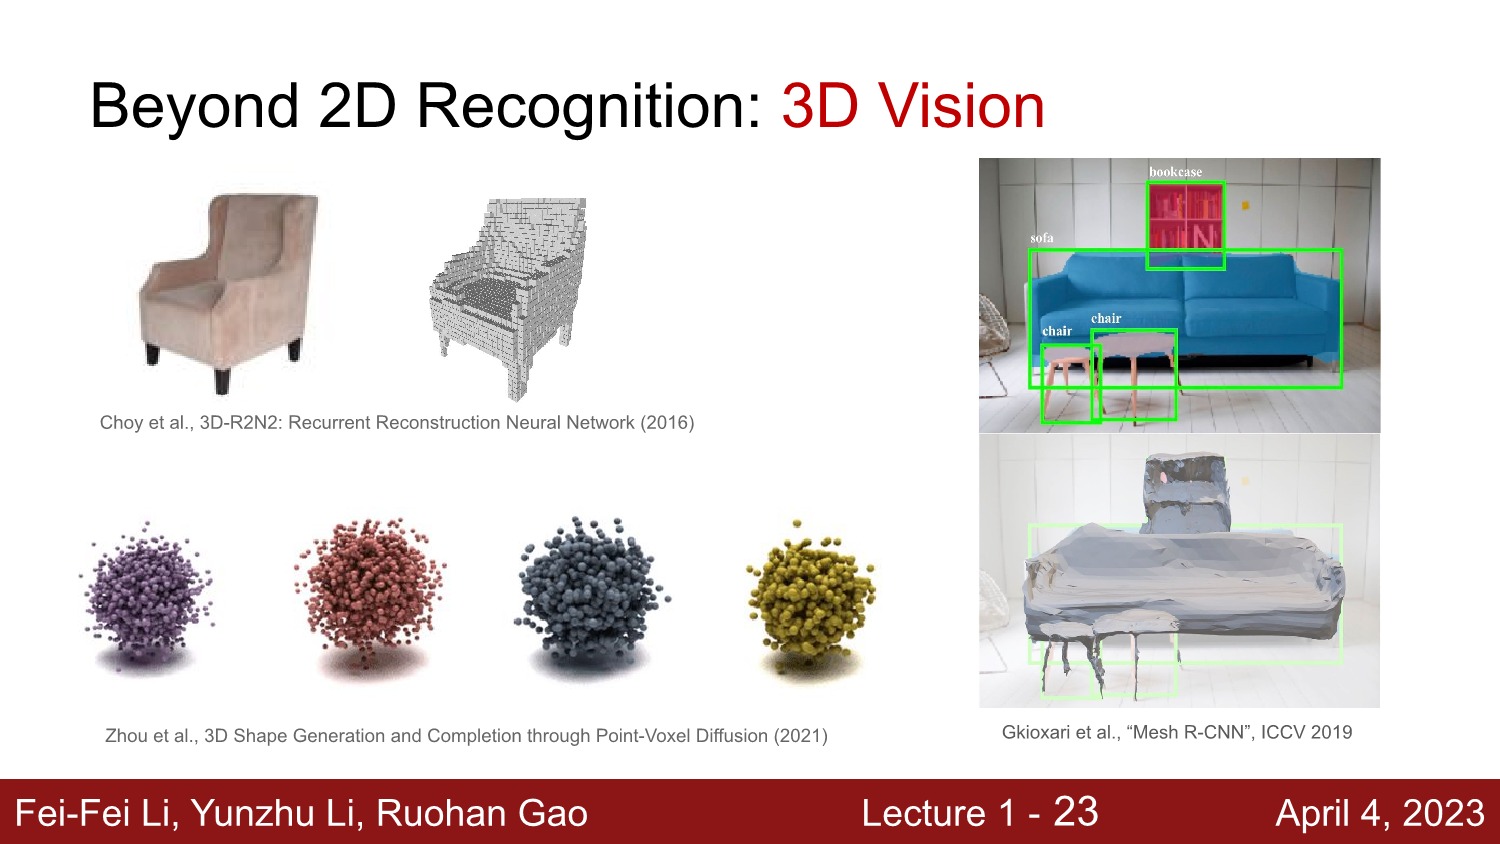 Beyond 2D Recognition: 3D Vision
Choy et al., 3D-R2N2: Recurrent Reconstruction Neural Network (2016)
bookcase
sofa
chair
chair
N
Zhou et al., 3D Shape Generation and Completion through Point-Voxel Diffusion (2021)
Gkioxari et al., “Mesh R-CNN”, ICCV 2019
Fei-Fei Li, Yunzhu Li, Ruohan Gao
Lecture 1 - 23
April 4, 2023